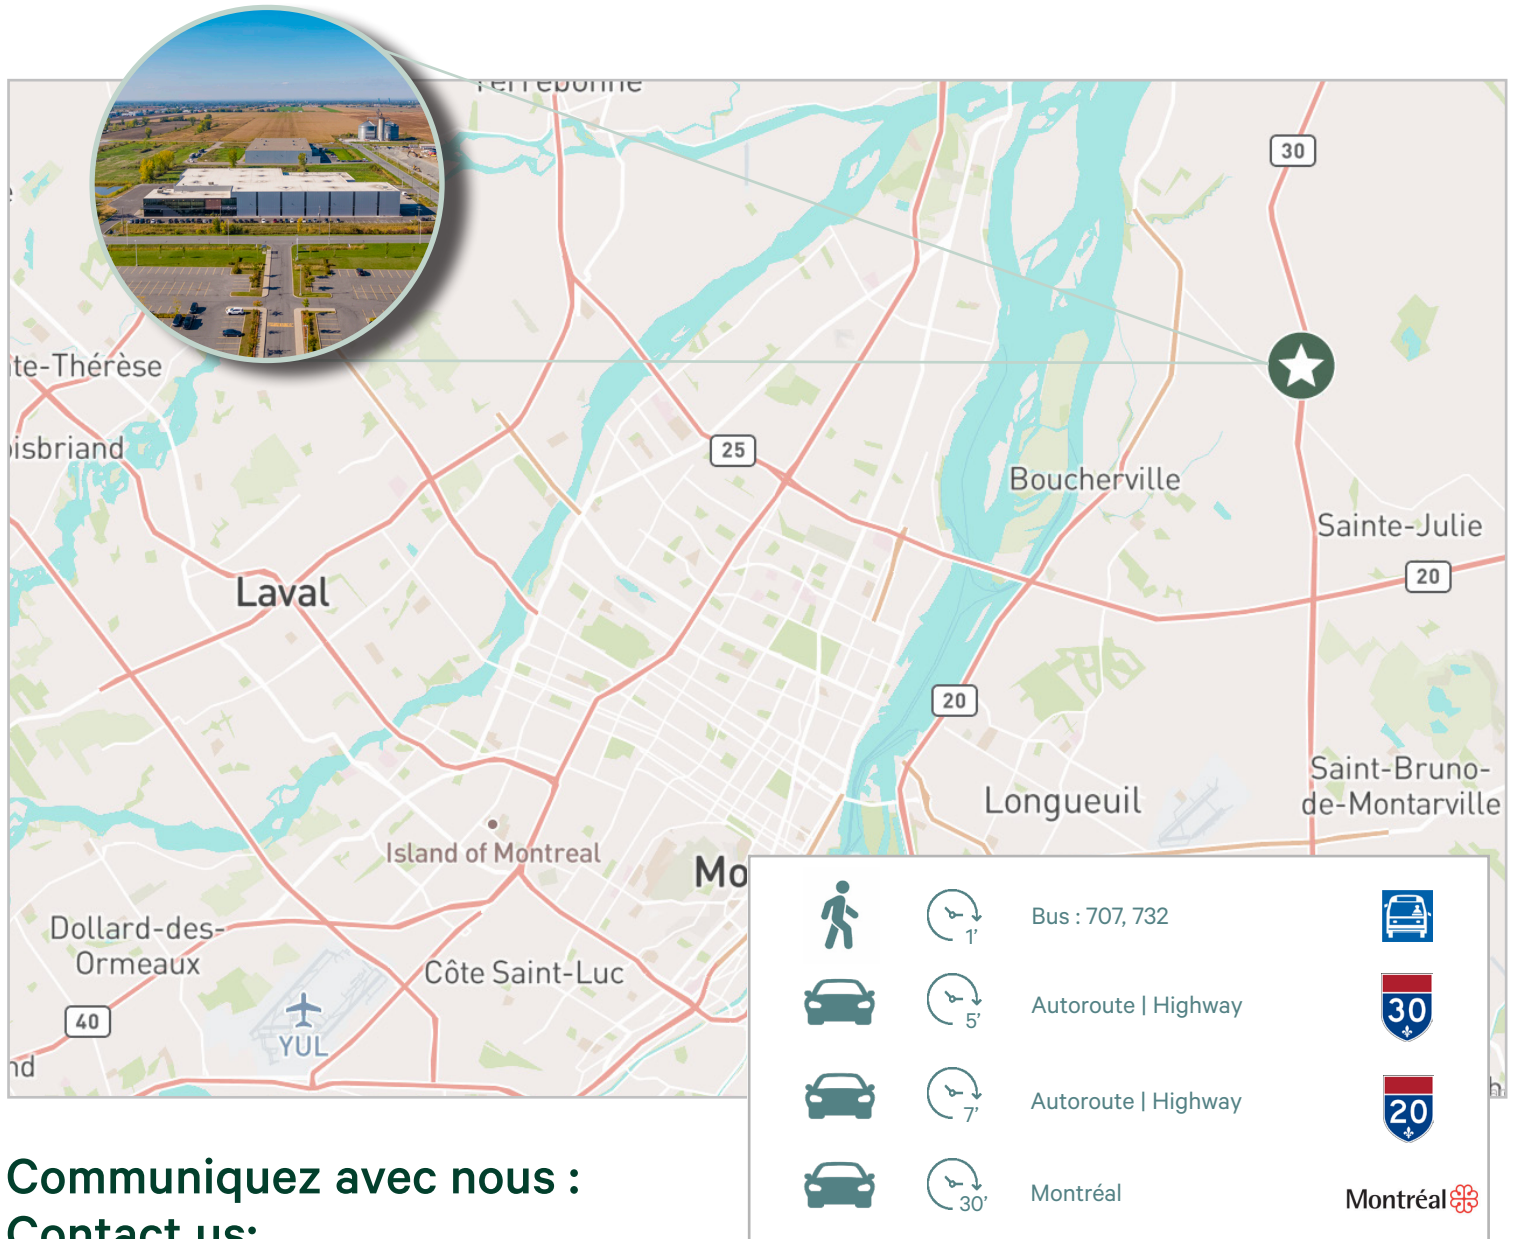 Terrebonne
30
te-Thérèse
oisbriand
25
Boucherville
Sainte-Julie
20
Laval
20
Saint-Bruno-
de-Montarville
Longueuil
Island of Montreal
Mo
Dollard-des-
Ormeaux
Côte Saint-Luc
40
YUL
nd
1' Bus : 707, 732
5' Autoroute | Highway 30
7' Autoroute | Highway 20
30' Montréal Montréal
Communiquez avec nous :
Contact us: